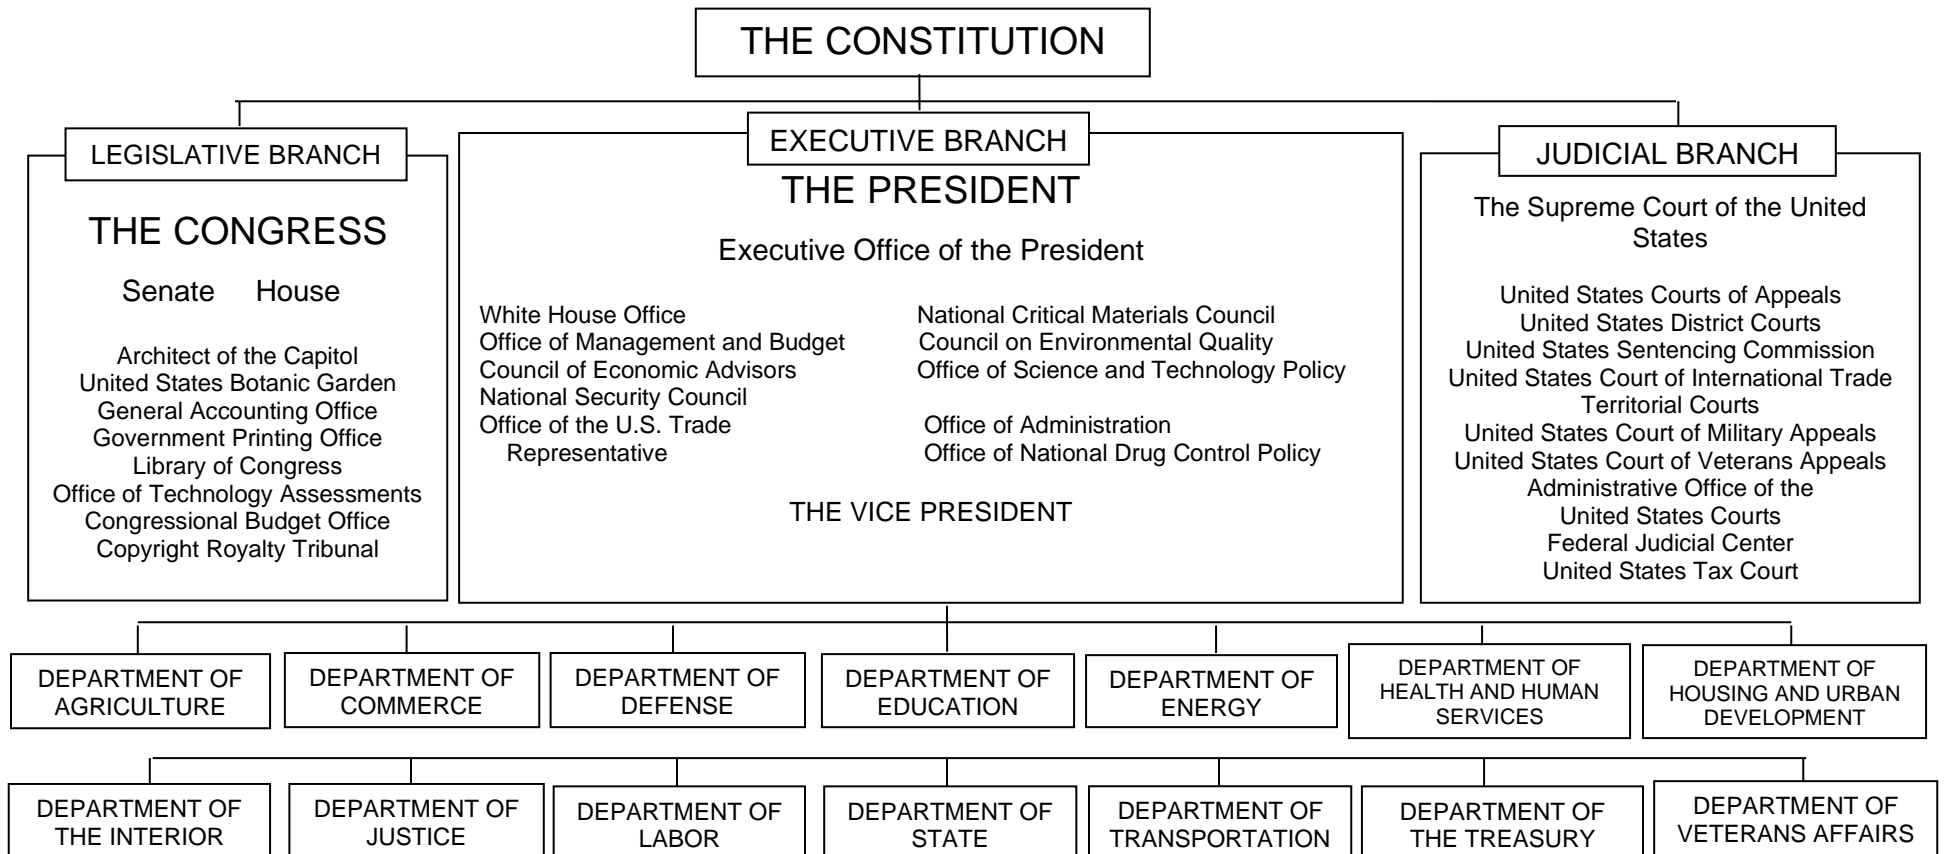 THE CONSTITUTION
LEGISLATIVE BRANCH
THE CONGRESS
Senate House
Architect of the Capitol
United States Botanic Garden
General Accounting Office
Government Printing Office
Library of Congress
Office of Technology Assessments
Congressional Budget Office
Copyright Royalty Tribunal
EXECUTIVE BRANCH
THE PRESIDENT
Executive Office of the President
White House Office
Office of Management and Budget
Council of Economic Advisors
National Security Council
Office of the U.S. Trade
Representative
National Critical Materials Council
Council on Environmental Quality
Office of Science and Technology Policy
Office of Administration
Office of National Drug Control Policy
THE VICE PRESIDENT
JUDICIAL BRANCH
The Supreme Court of the United
States
United States Courts of Appeals
United States District Courts
United States Sentencing Commission
United States Court of International Trade
Territorial Courts
United States Court of Military Appeals
United States Court of Veterans Appeals
Administrative Office of the
United States Courts
Federal Judicial Center
United States Tax Court
DEPARTMENT OF
AGRICULTURE
DEPARTMENT OF
COMMERCE
DEPARTMENT OF
DEFENSE
DEPARTMENT OF
EDUCATION
DEPARTMENT OF
ENERGY
DEPARTMENT OF
HEALTH AND HUMAN
SERVICES
DEPARTMENT OF
HOUSING AND URBAN
DEVELOPMENT
DEPARTMENT OF
THE INTERIOR
DEPARTMENT OF
JUSTICE
DEPARTMENT OF
LABOR
DEPARTMENT OF
STATE
DEPARTMENT OF
TRANSPORTATION
DEPARTMENT OF
THE TREASURY
DEPARTMENT OF
VETERANS AFFAIRS